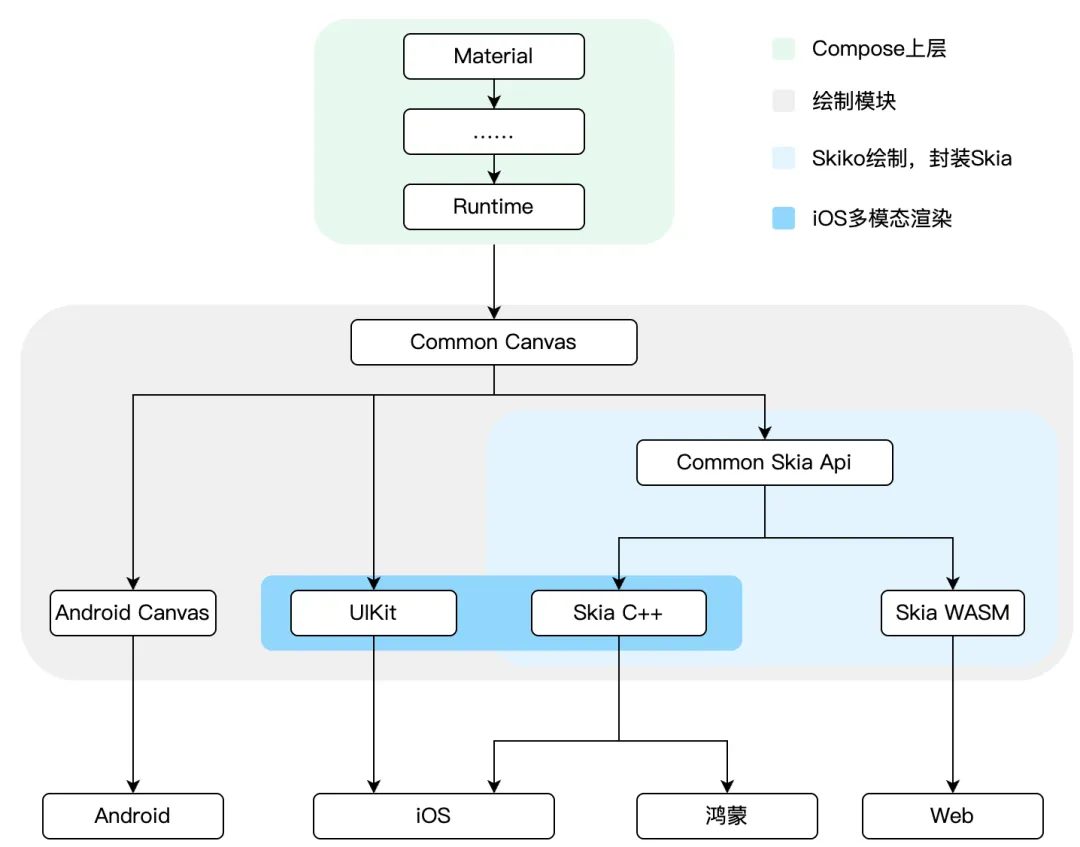 Material
……
Runtime
Compose上层
绘制模块
Skiko绘制，封装Skia
iOS多模态渲染
Common Canvas
Common Skia Api
Android Canvas
UIKit
Skia C++
Skia WASM
Android
iOS
鸿蒙
Web